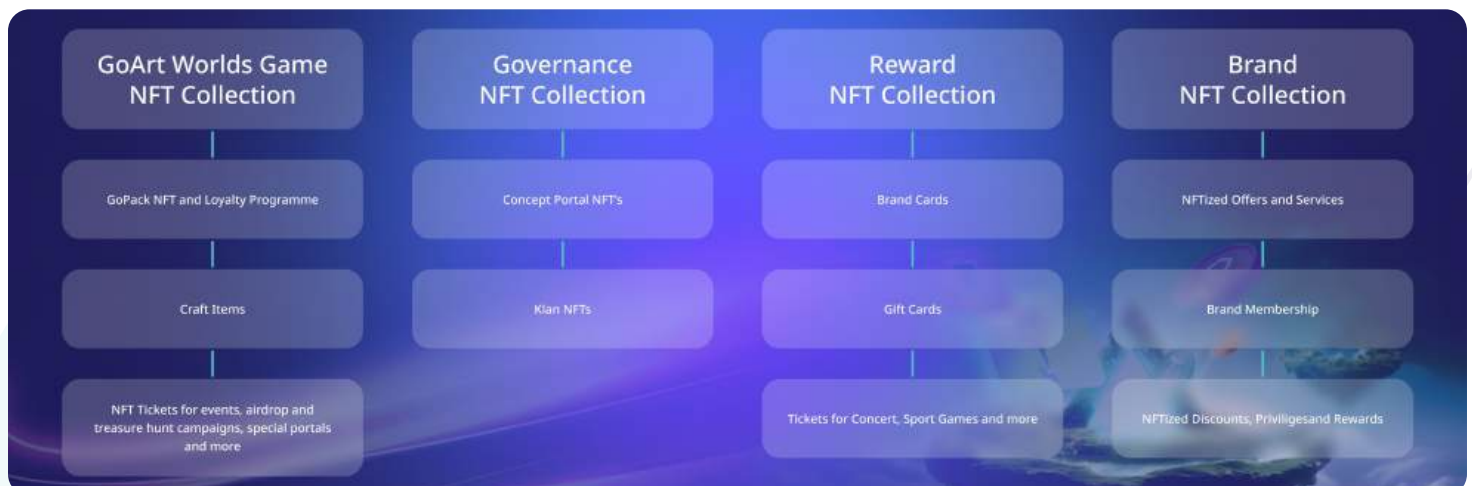 GoArt Worlds Game
NFT Collection
GoPack NFT and Loyalty Programme
Craft Items
NFT Tickets for events, airdrop and
treasure hunt campaigns, special portals
and more
Governance
NFT Collection
Concept Portal NFT's
Klan NFTs
Reward
NFT Collection
Brand Cards
Gift Cards
Tickets for Concert, Sport Games and more
Brand
NFT Collection
NFTized Offers and Services
Brand Membership
NFTized Discounts, Priviligesand Rewards